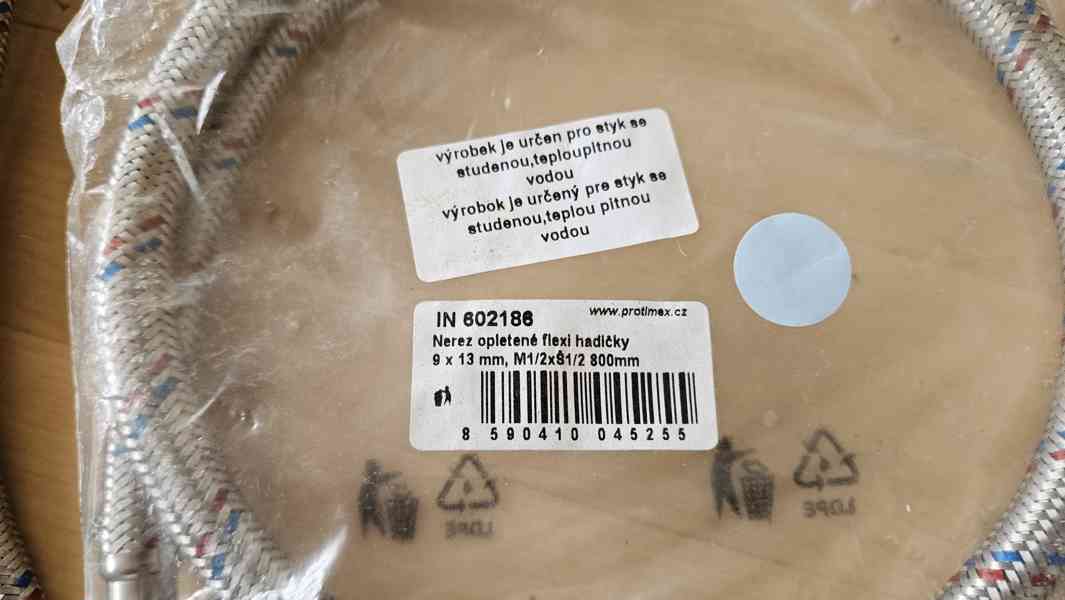 výrobek je určen pro styk se
studenou,teploupitnou
vodou
výrobok je určený pre styk se
studenou,teplou pitnou
vodou
IN 602186
www.protimex.cz
Nerez opletené flexi hadičky
9 x 13 mm, M1/2xŠ1/2 800mm
8 590410 045255
LDPE
LDPE